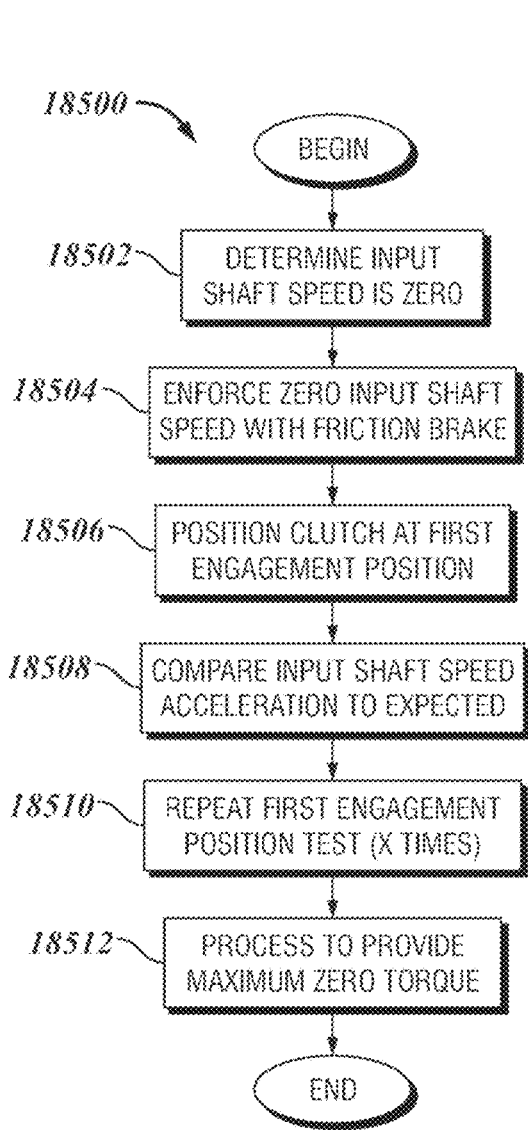 18500
BEGIN
18502
DETERMINE INPUT
SHAFT SPEED IS ZERO
18504
ENFORCE ZERO INPUT SHAFT
SPEED WITH FRICTION BRAKE
18506
POSITION CLUTCH AT FIRST
ENGAGEMENT POSITION
18508
COMPARE INPUT SHAFT SPEED
ACCELERATION TO EXPECTED
18510
REPEAT FIRST ENGAGEMENT
POSITION TEST (X TIMES)
18512
PROCESS TO PROVIDE
MAXIMUM ZERO TORQUE
END